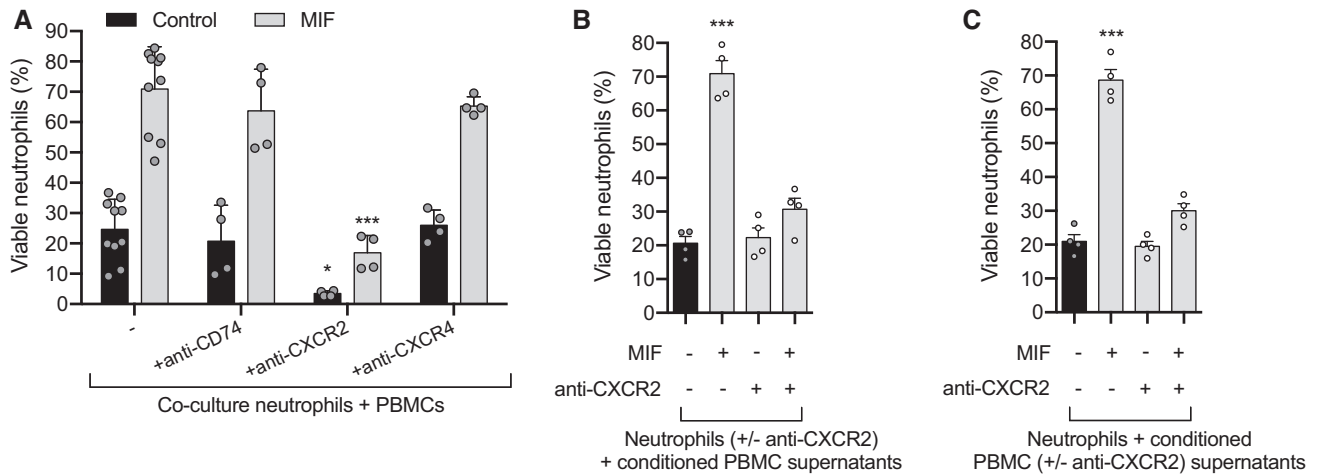 A
Control
MIF
Viable neutrophils (%)
90
80
70
60
50
40
30
20
10
0
*
***
-
+anti-CD74
+anti-CXCR2
+anti-CXCR4
Co-culture neutrophils + PBMCs
B
Viable neutrophils (%)
80
70
60
50
40
30
20
10
0
***
MIF - + - +
anti-CXCR2 - - + +
Neutrophils (+/- anti-CXCR2)
+ conditioned PBMC supernatants
C
Viable neutrophils (%)
80
70
60
50
40
30
20
10
0
***
MIF - + - +
anti-CXCR2 - - + +
Neutrophils + conditioned
PBMC (+/- anti-CXCR2) supernatants